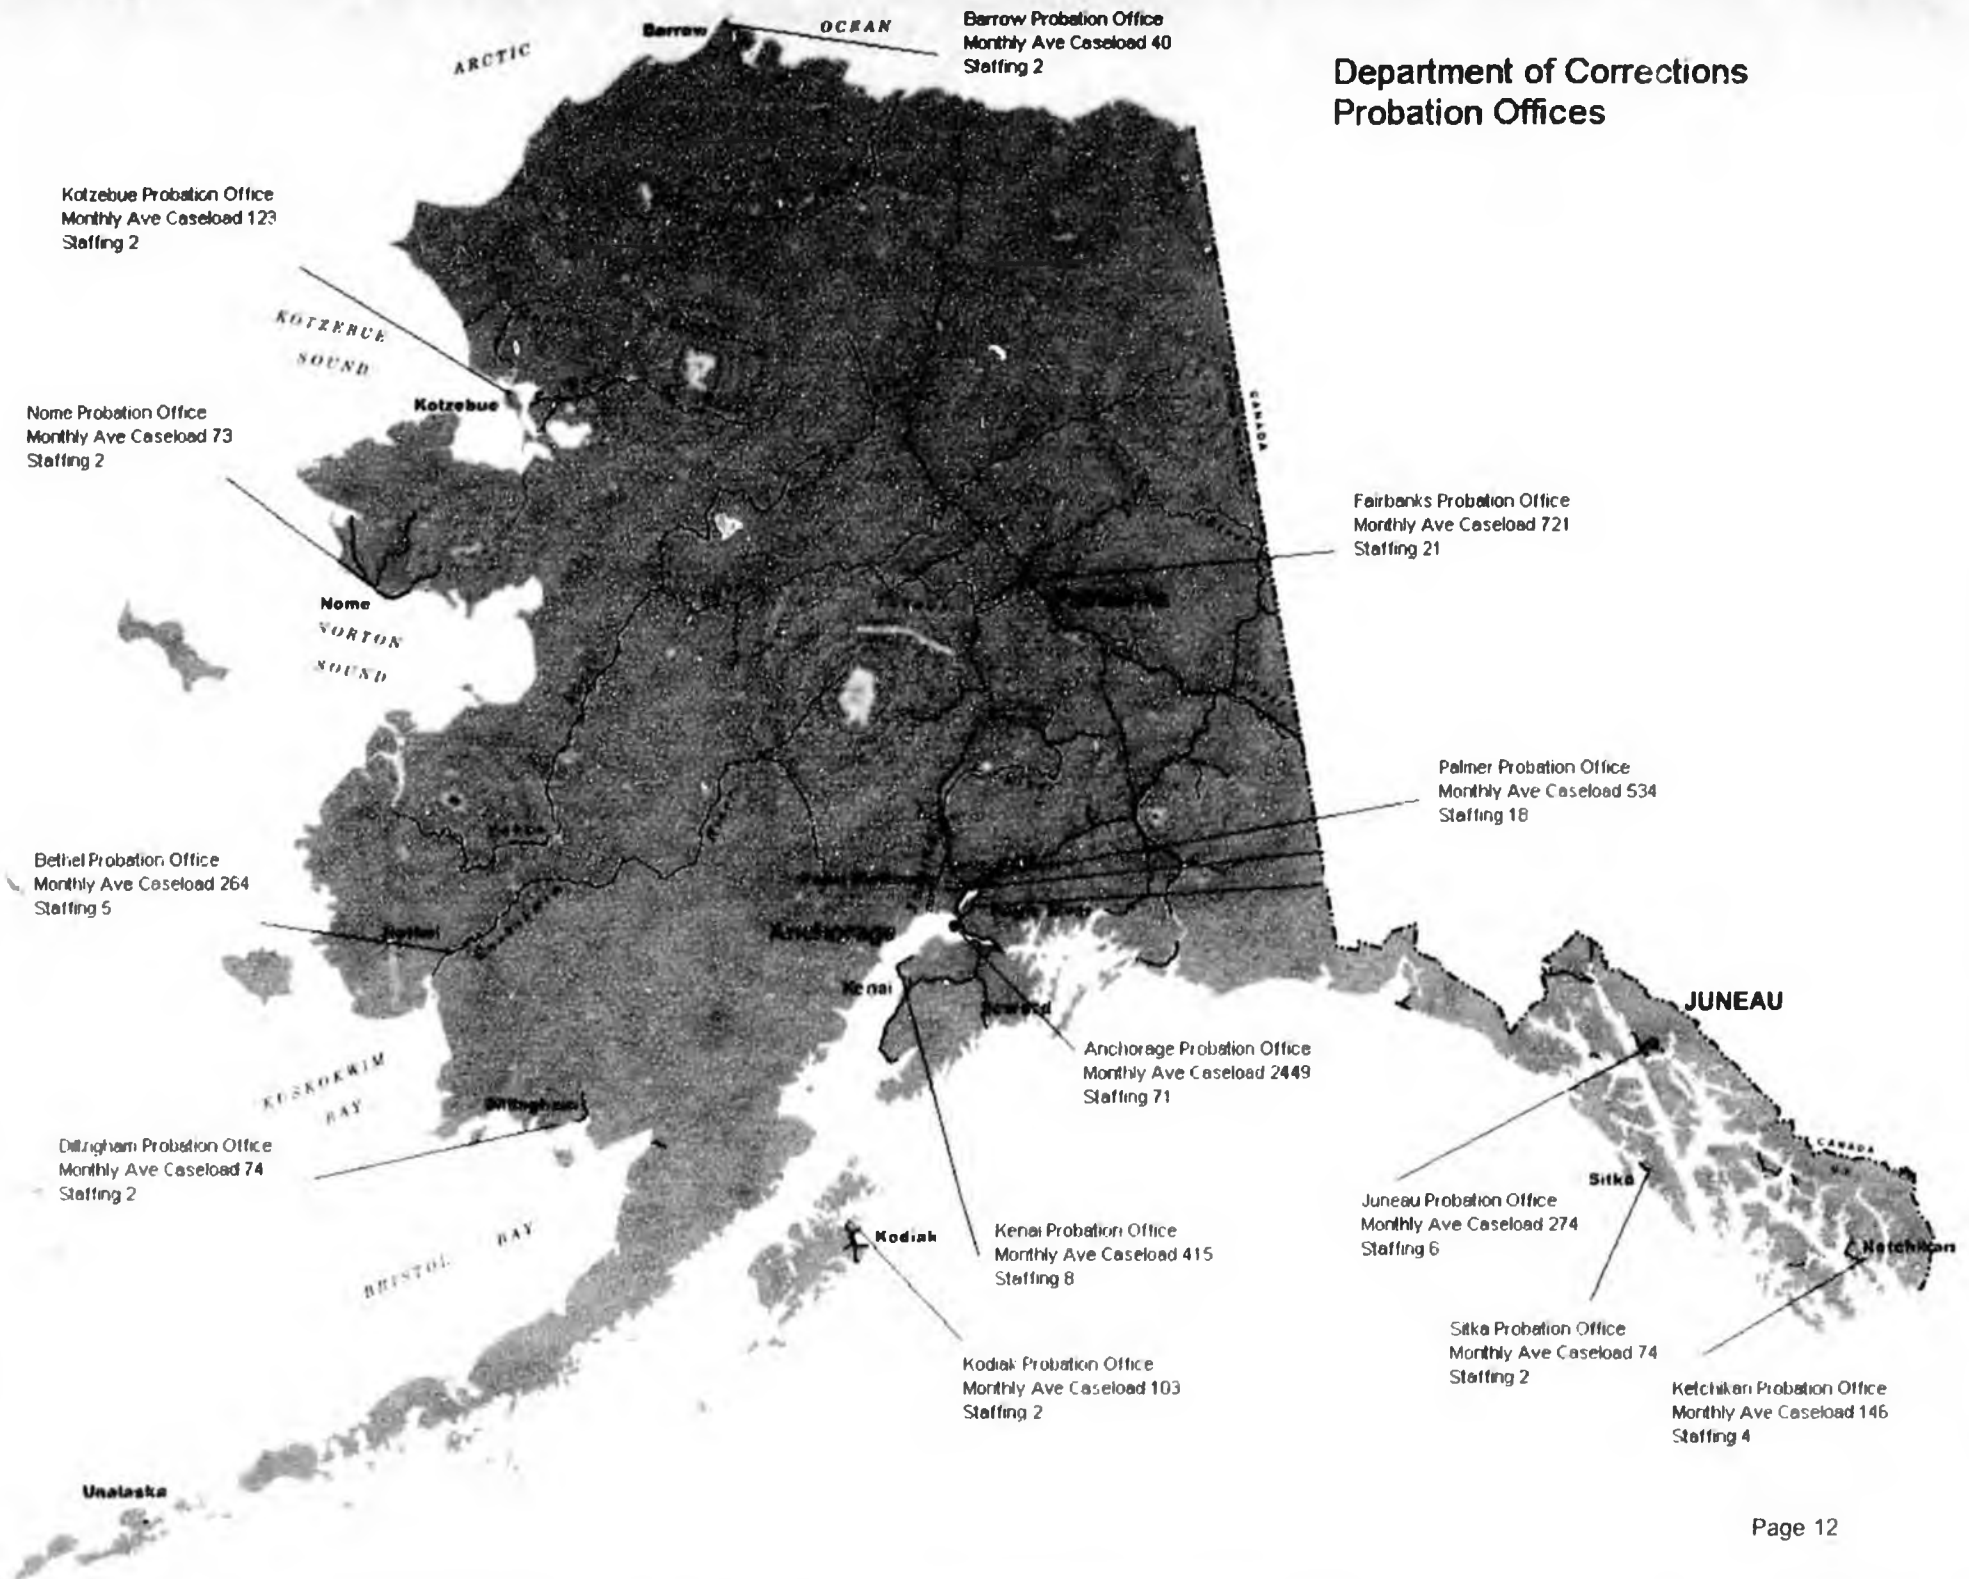 Department of Corrections
Probation Offices
ARCTIC
OCEAN
Barrow
Barrow Probation Office
Monthly Ave Caseload 40
Staffing 2
Kotzebue Probation Office
Monthly Ave Caseload 123
Staffing 2
KOTZEBUE
SOUND
Kotzebue
Nome Probation Office
Monthly Ave Caseload 73
Staffing 2
CANADA
Fairbanks Probation Office
Monthly Ave Caseload 721
Staffing 21
Nome
NORTON
SOUND
Palmer Probation Office
Monthly Ave Caseload 534
Staffing 18
Bethel Probation Office
Monthly Ave Caseload 264
Staffing 5
Bethel
Anchorage
Kenai
Seward
JUNEAU
Anchorage Probation Office
Monthly Ave Caseload 2449
Staffing 71
KUSKOKWIM
BAY
Dillingham
Dillingham Probation Office
Monthly Ave Caseload 74
Staffing 2
CANADA
Sitka
Juneau Probation Office
Monthly Ave Caseload 274
Staffing 6
Kodiak
Kenai Probation Office
Monthly Ave Caseload 415
Staffing 8
Ketchikan
BRISTOL BAY
Sitka Probation Office
Monthly Ave Caseload 74
Staffing 2
Kodiak Probation Office
Monthly Ave Caseload 103
Staffing 2
Ketchikan Probation Office
Monthly Ave Caseload 146
Staffing 4
Unalaska
Page 12